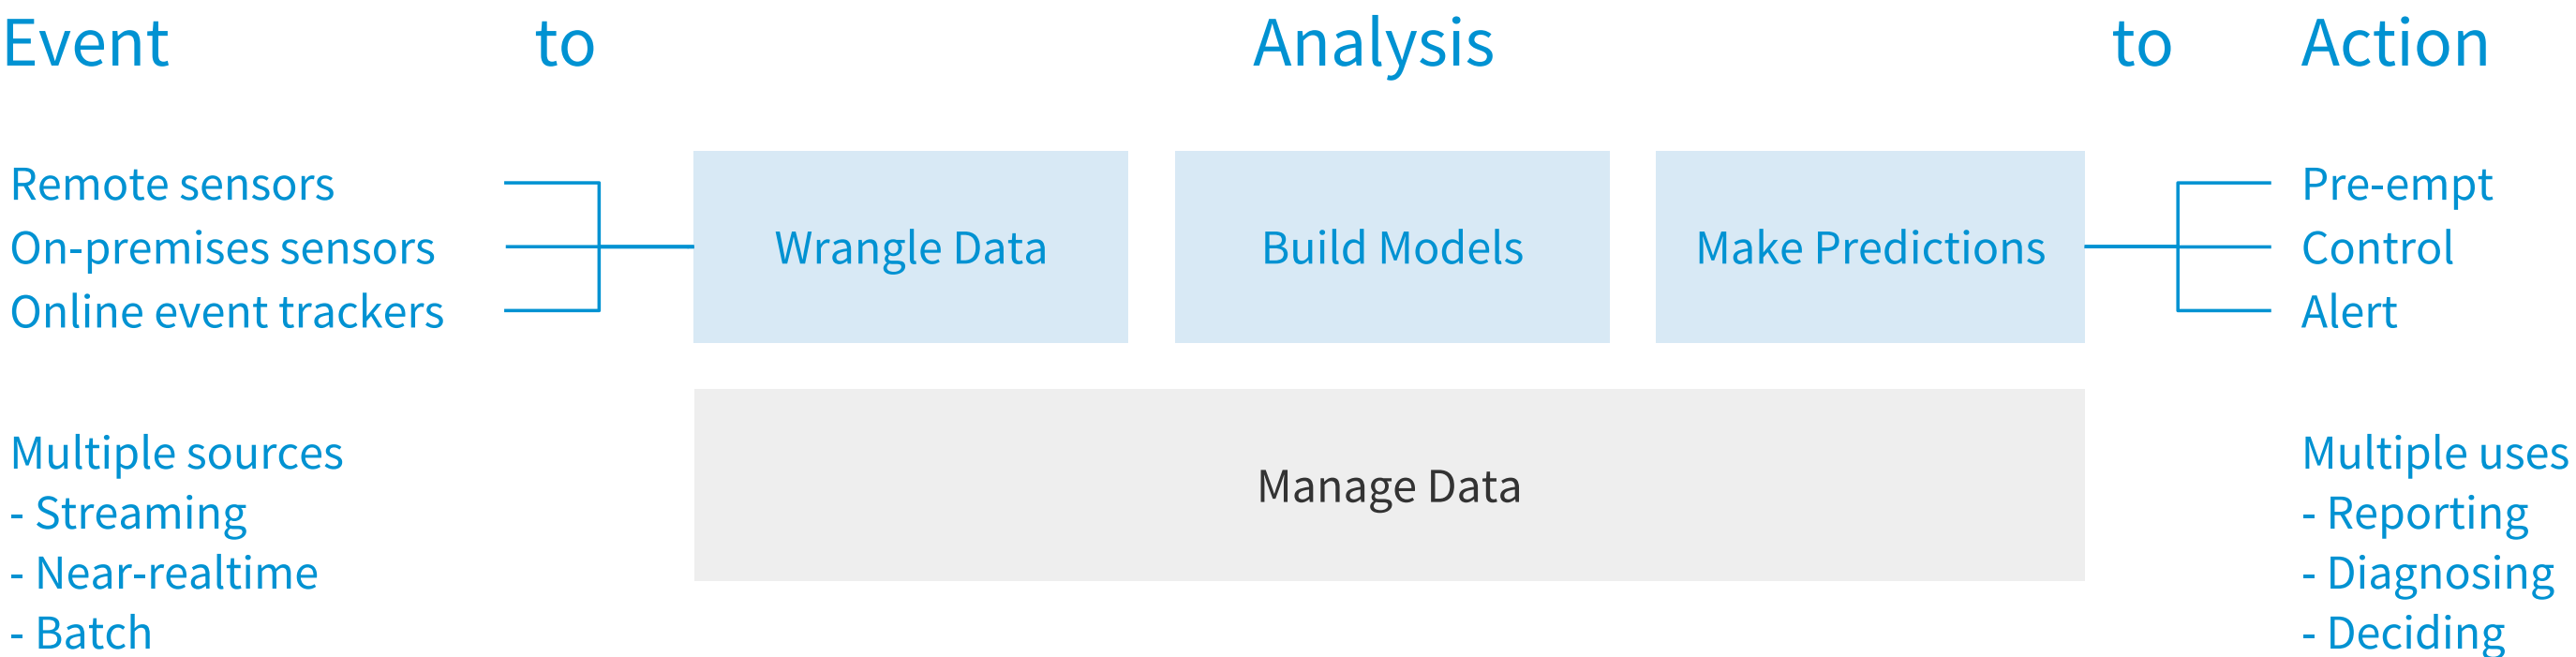 Event to Analysis to Action
Remote sensors
On-premises sensors
Online event trackers
Wrangle Data
Build Models
Make Predictions
Pre-empt
Control
Alert
Multiple sources
- Streaming
- Near-realtime
- Batch
Manage Data
Multiple uses
- Reporting
- Diagnosing
- Deciding